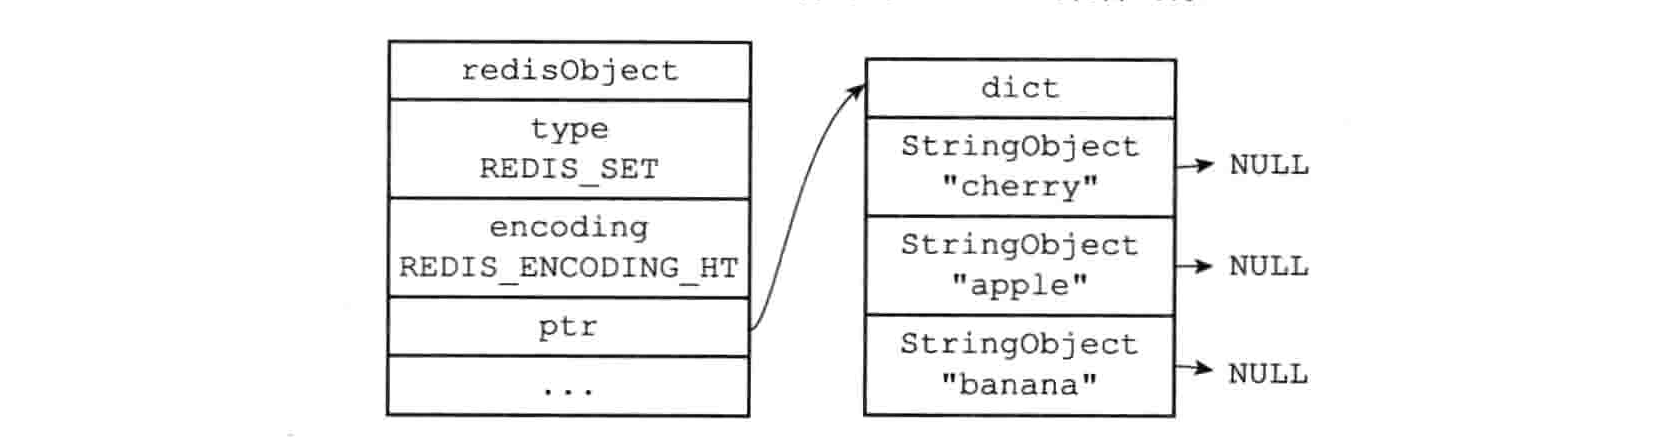 redisObject
type
REDIS_SET
encoding
REDIS_ENCODING_HT
ptr
...
dict
StringObject
"cherry"
NULL
StringObject
"apple"
NULL
StringObject
"banana"
NULL